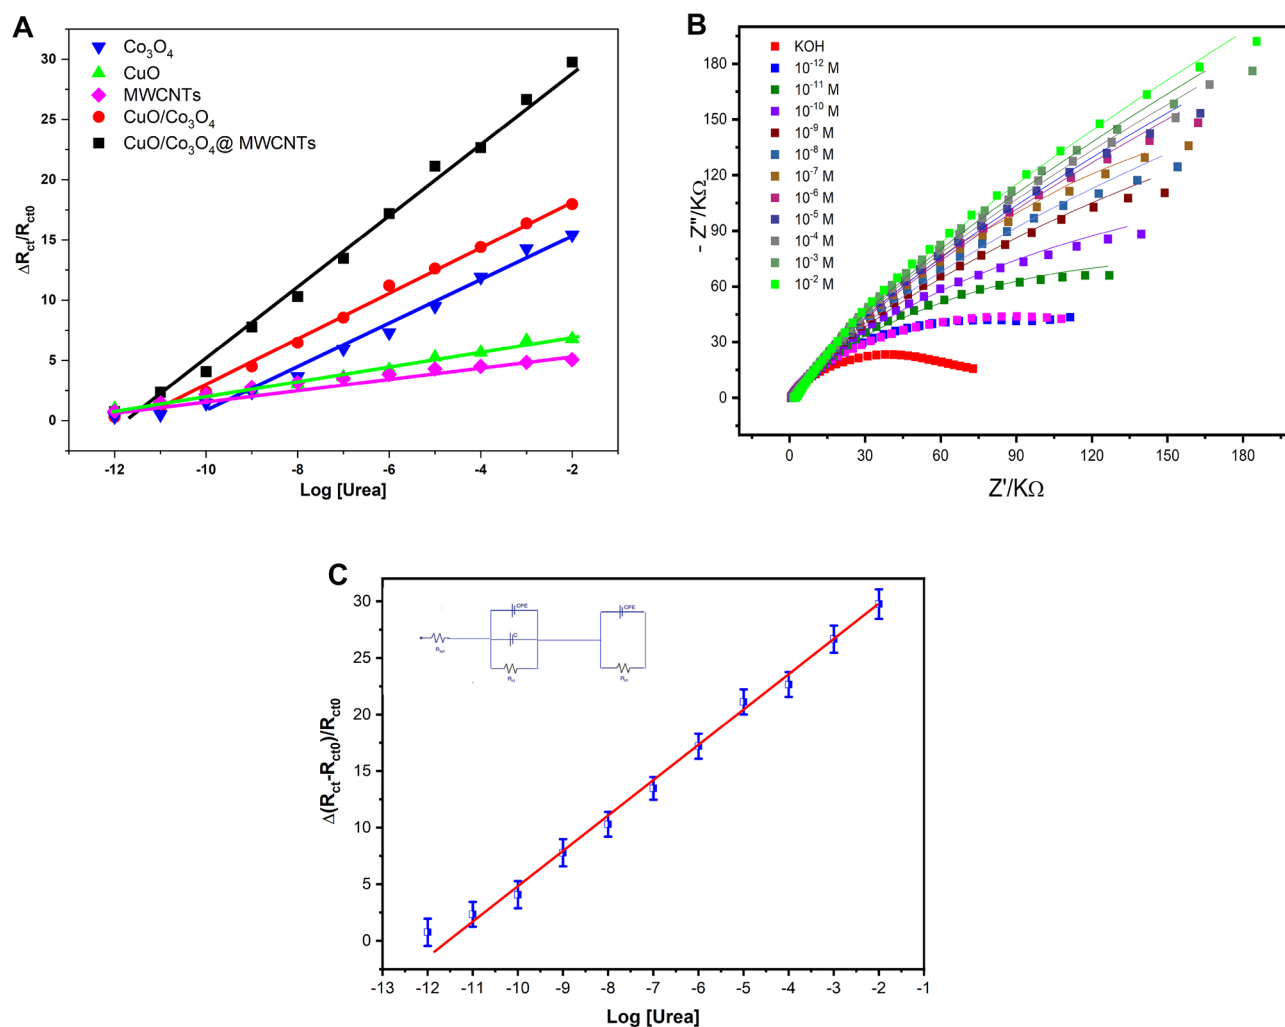 A
Co₃O₄
CuO
MWCNTs
CuO/Co₃O₄
CuO/Co₃O₄@ MWCNTs
30
25
20
15
10
5
0
ΔRct/Rct0
-12 -10 -8 -6 -4 -2
Log [Urea]
B
KOH
10⁻¹² M
10⁻¹¹ M
10⁻¹⁰ M
10⁻⁹ M
10⁻⁸ M
10⁻⁷ M
10⁻⁶ M
10⁻⁵ M
10⁻⁴ M
10⁻³ M
10⁻² M
180
150
120
90
60
30
0
- Z''/KΩ
0 30 60 90 120 150 180
Z'/KΩ
C
CPE
C
CPE
30
25
20
15
10
5
0
Δ(Rct-Rct0)/Rct0
-13 -12 -11 -10 -9 -8 -7 -6 -5 -4 -3 -2 -1
Log [Urea]